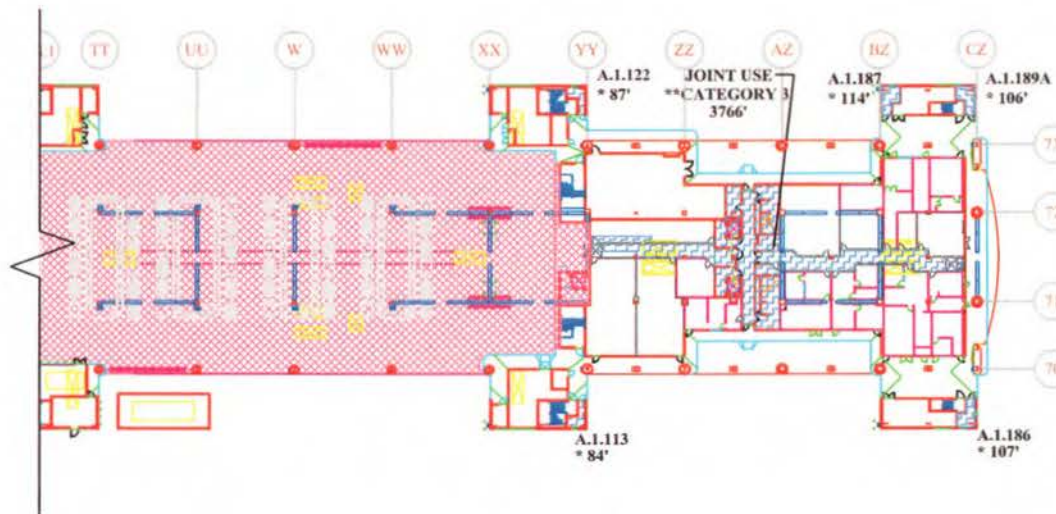 TT
UU
W
WW
XX
YY
ZZ
AZ
BZ
CZ
A.1.122
* 87'
JOINT USE
**CATEGORY 3
3766'
A.1.187
* 114'
A.1.189A
* 106'
A.1.113
* 84'
A.1.186
* 107'